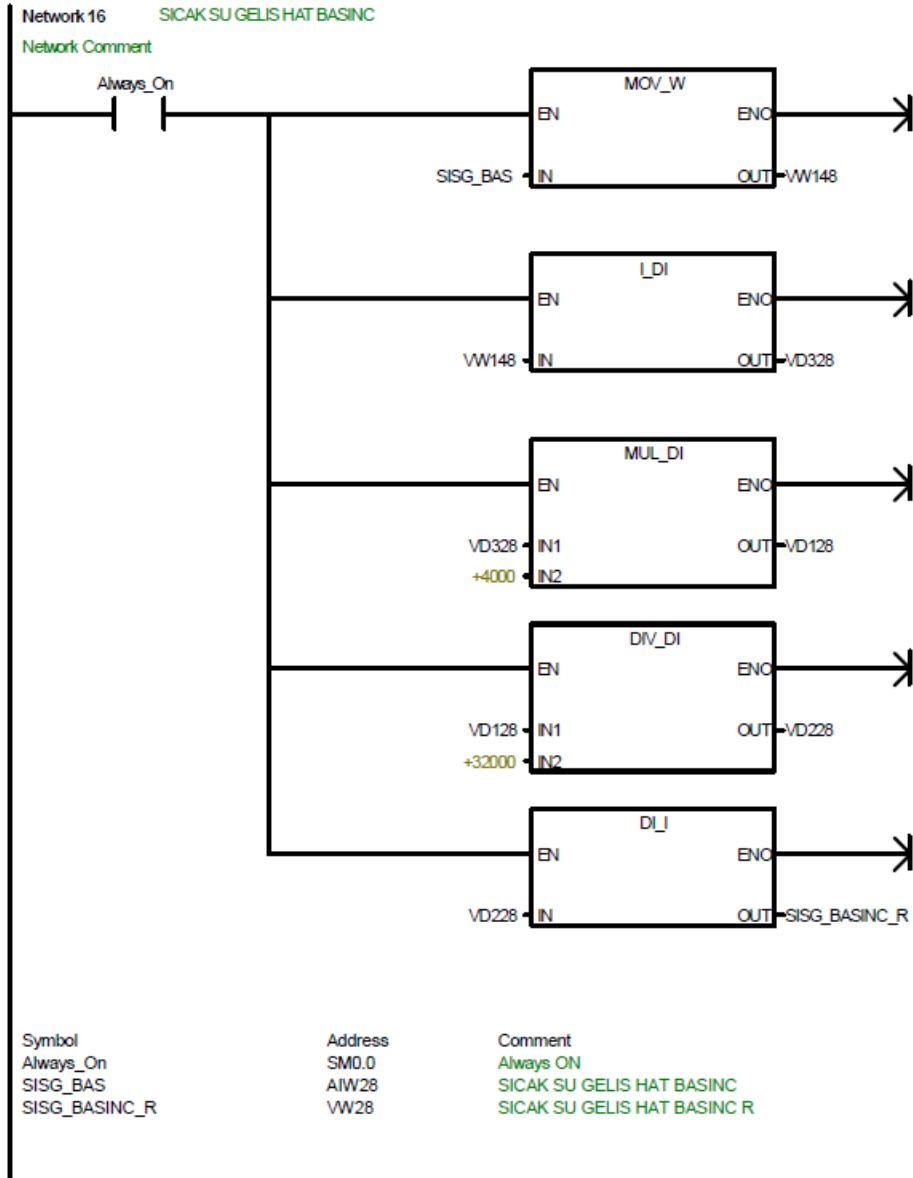 Network 16 SICAK SU GELIS HAT BASINC
Network Comment
Always_On
MOV_W
EN ENO
SISG_BAS IN OUT VW148
I_DI
EN ENO
VW148 IN OUT VD328
MUL_DI
EN ENO
VD328 IN1 OUT VD128
+4000 IN2
DIV_DI
EN ENO
VD128 IN1 OUT VD228
+32000 IN2
DI_I
EN ENO
VD228 IN OUT SISG_BASINC_R
Symbol Address Comment
Always_On SM0.0 Always ON
SISG_BAS AIW28 SICAK SU GELIS HAT BASINC
SISG_BASINC_R VW28 SICAK SU GELIS HAT BASINC R